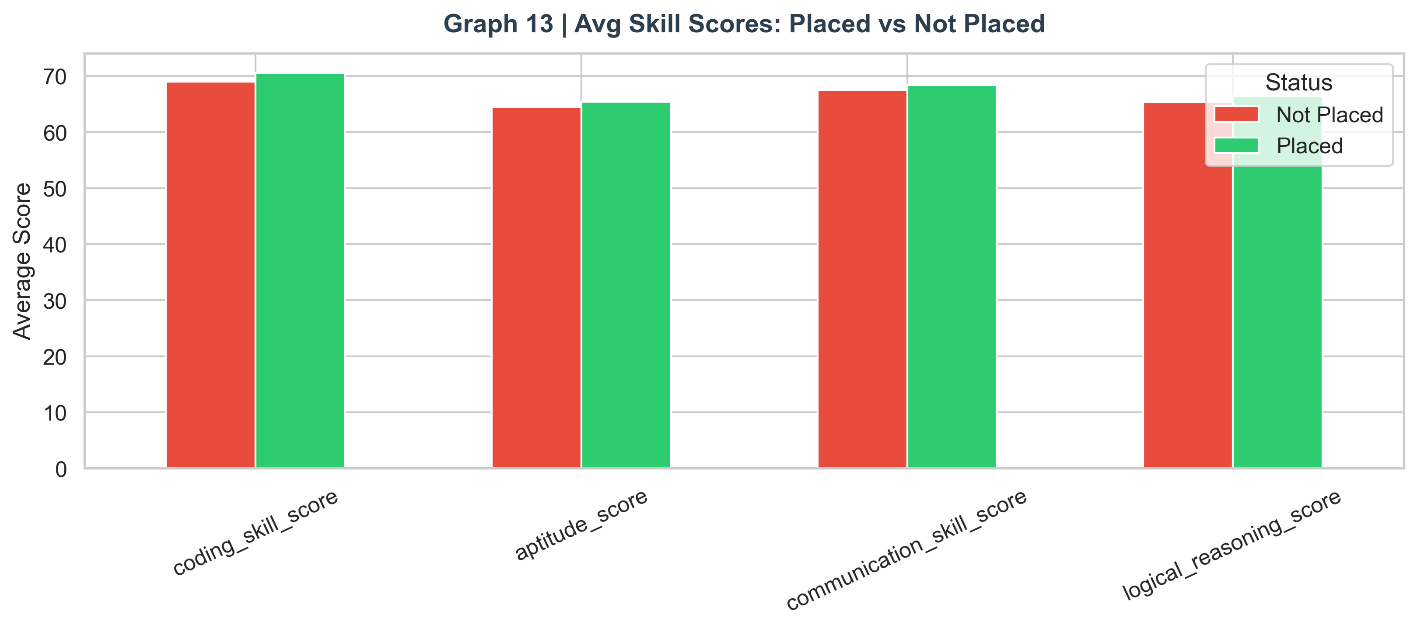 Graph 13 | Avg Skill Scores: Placed vs Not Placed
Average Score
70
60
50
40
30
20
10
0
Status
Not Placed
Placed
coding_skill_score
aptitude_score
communication_skill_score
logical_reasoning_score